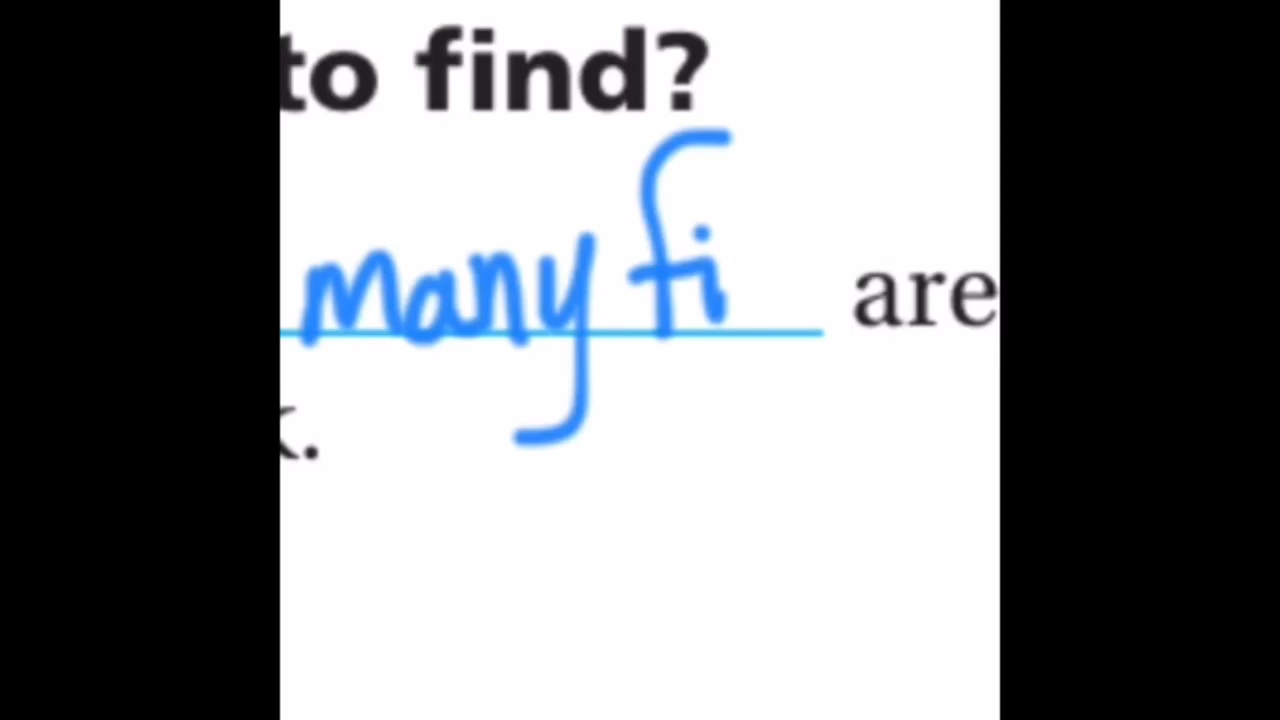 to find?
many fi are
k.